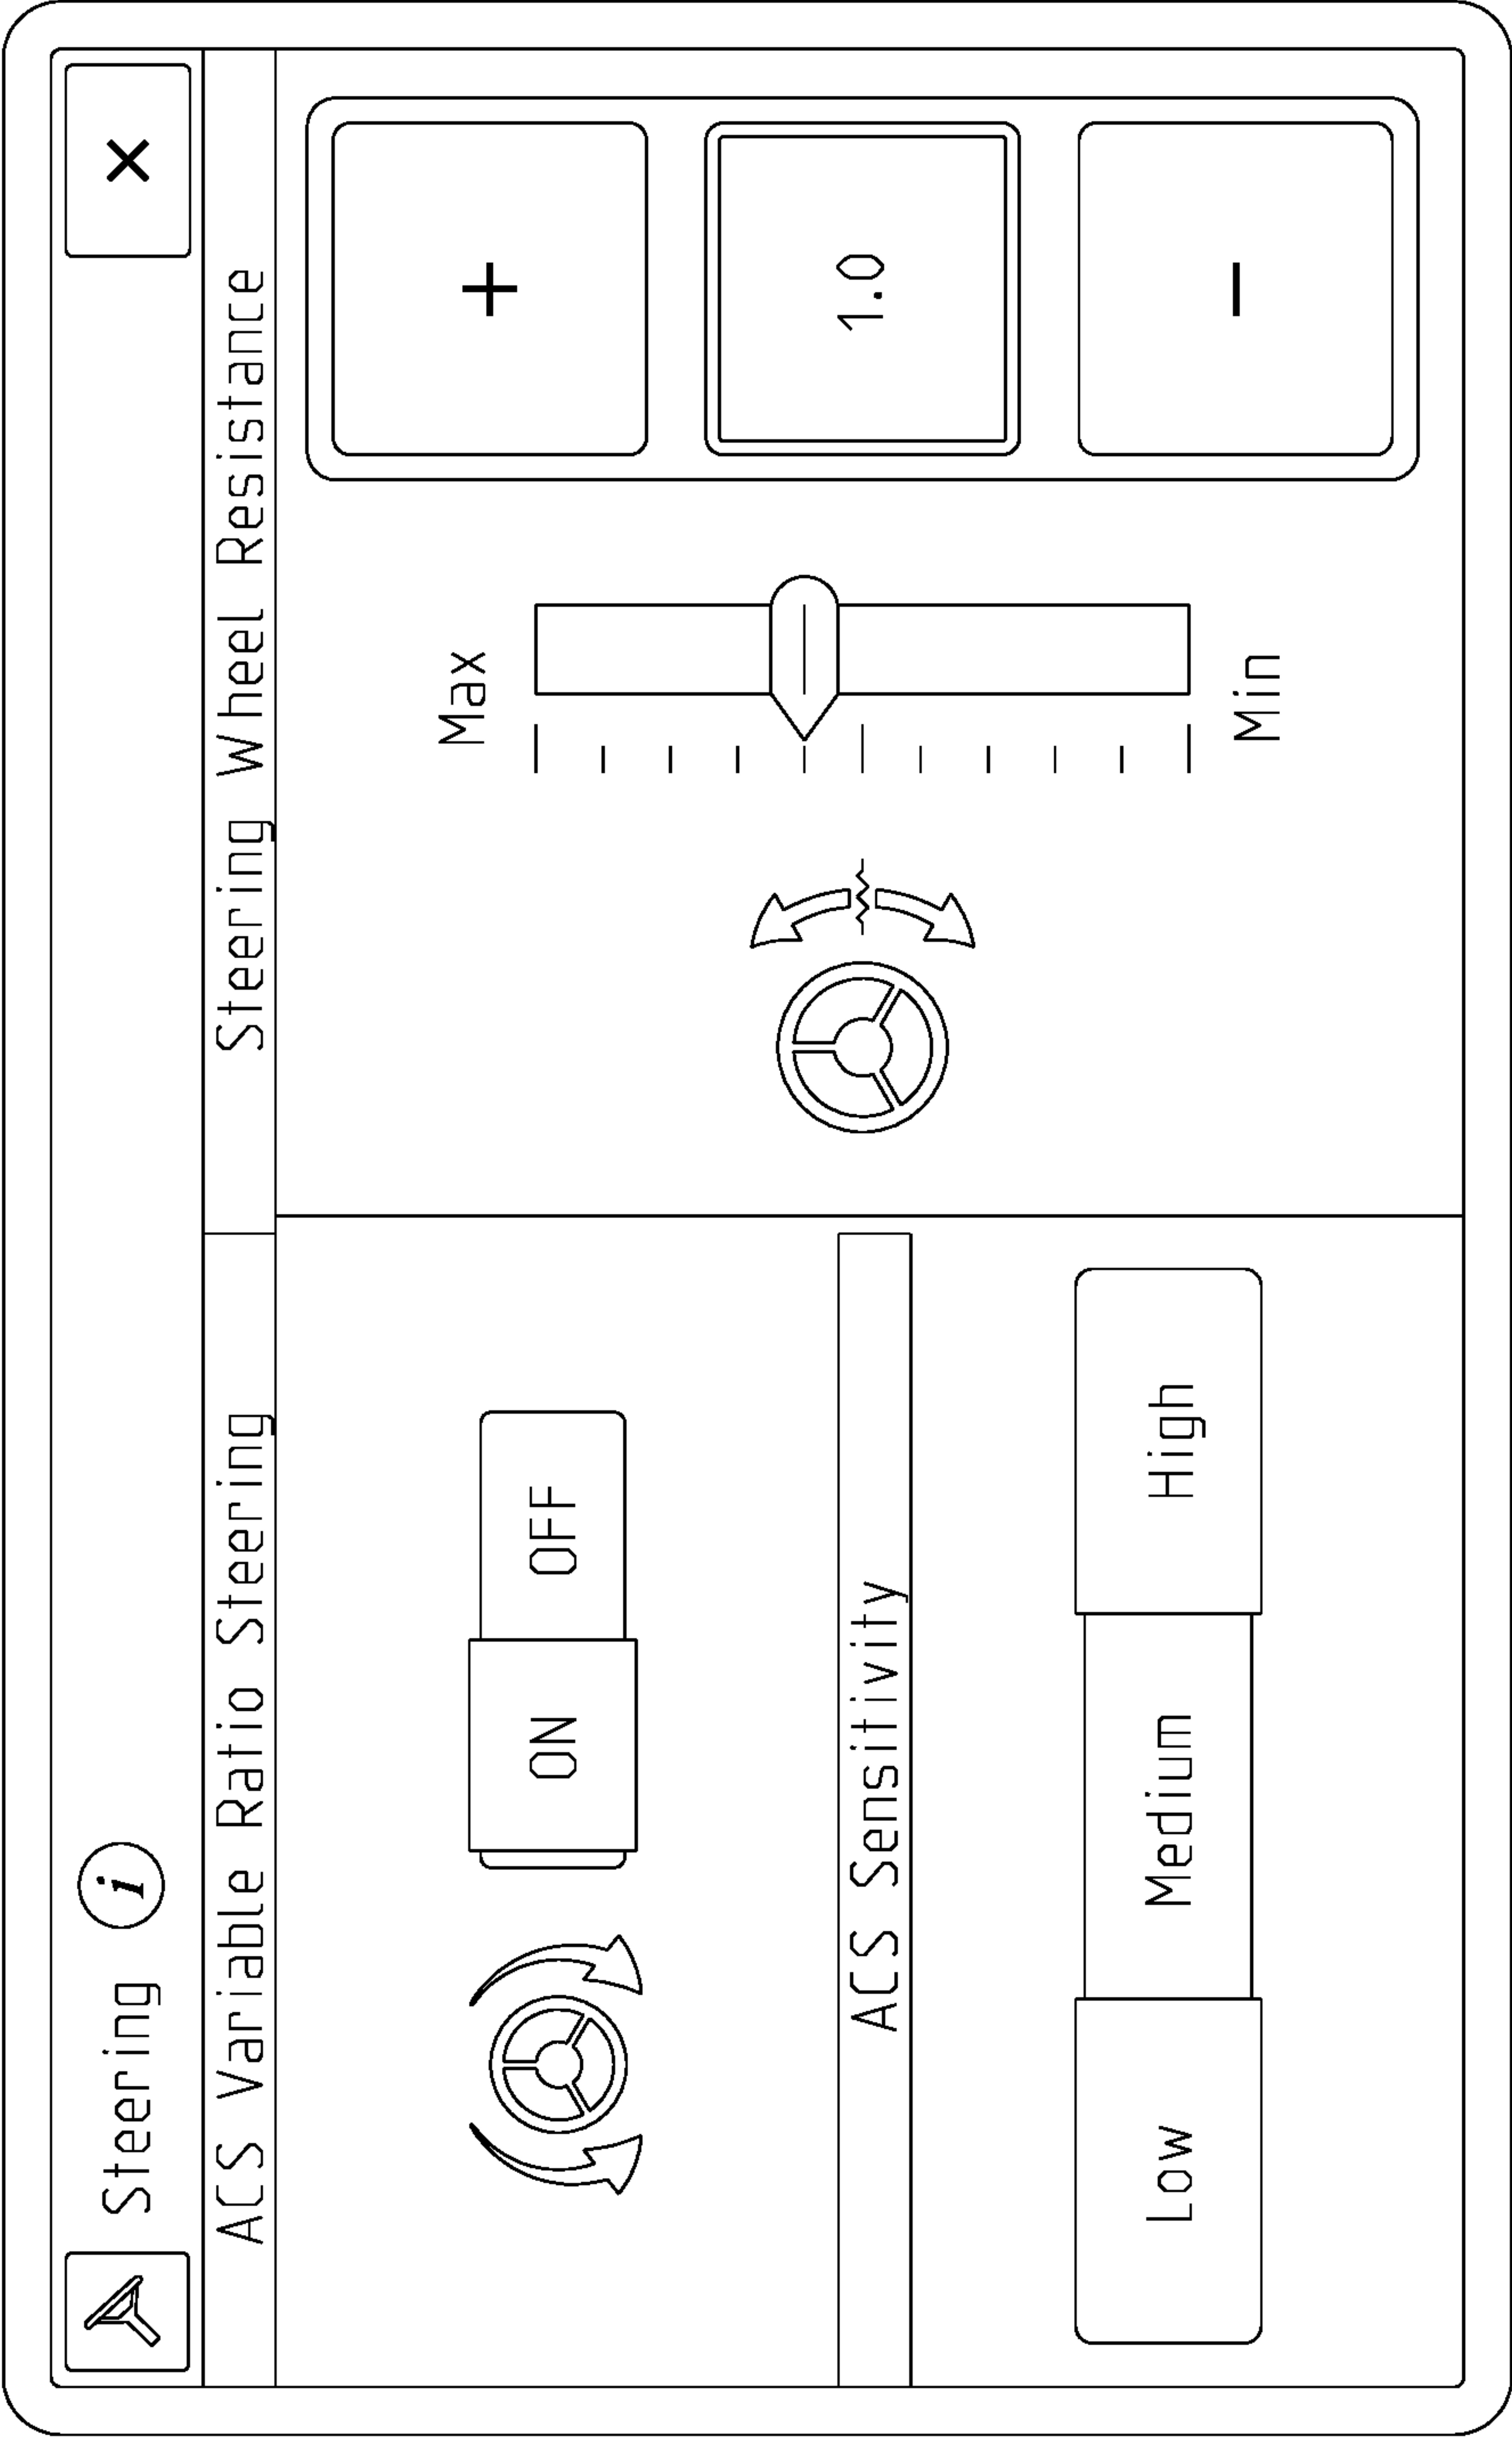 Steering i ×
ACS Variable Ratio Steering
ON OFF
ACS Sensitivity
Low Medium High
Steering Wheel Resistance
Max
Min
+
1.0
−